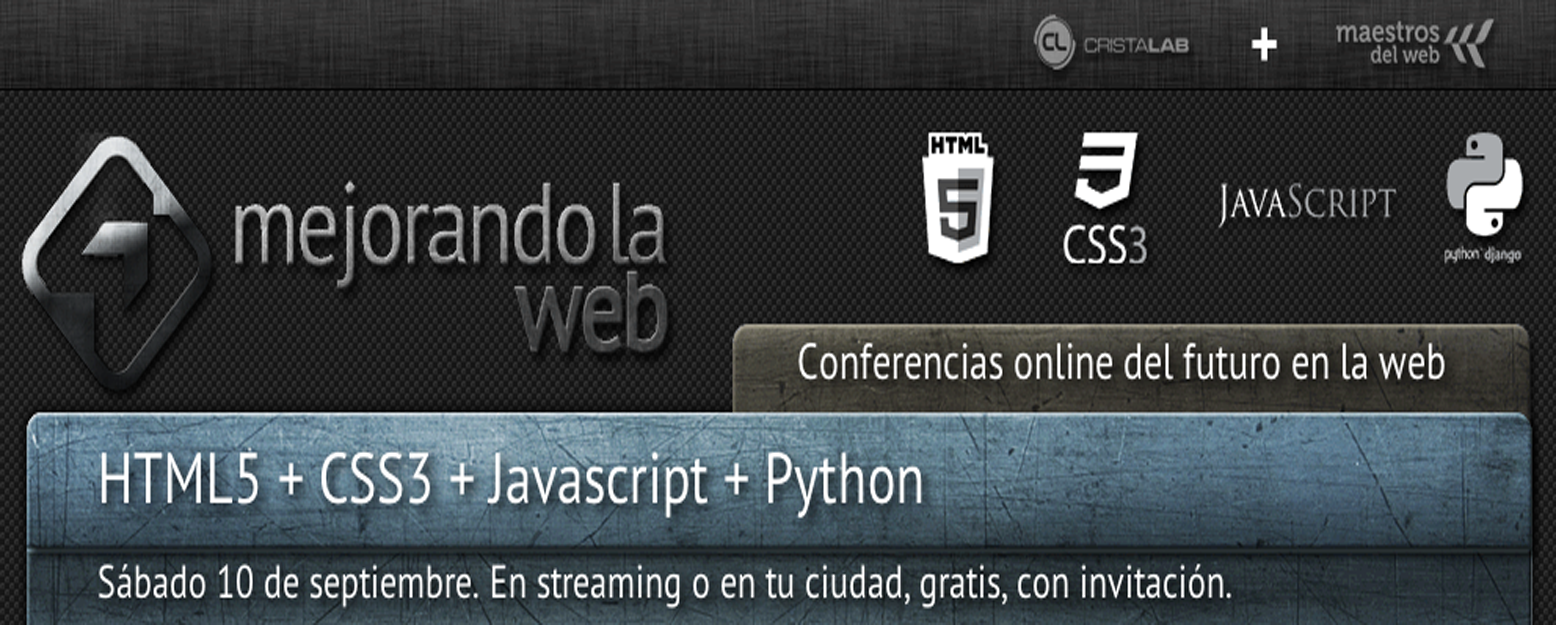 CL CRISTALAB + maestros
del web
HTML
5
CSS3
JAVASCRIPT
python django
mejorando la
web
Conferencias online del futuro en la web
HTML5 + CSS3 + Javascript + Python
Sábado 10 de septiembre. En streaming o en tu ciudad, gratis, con invitación.